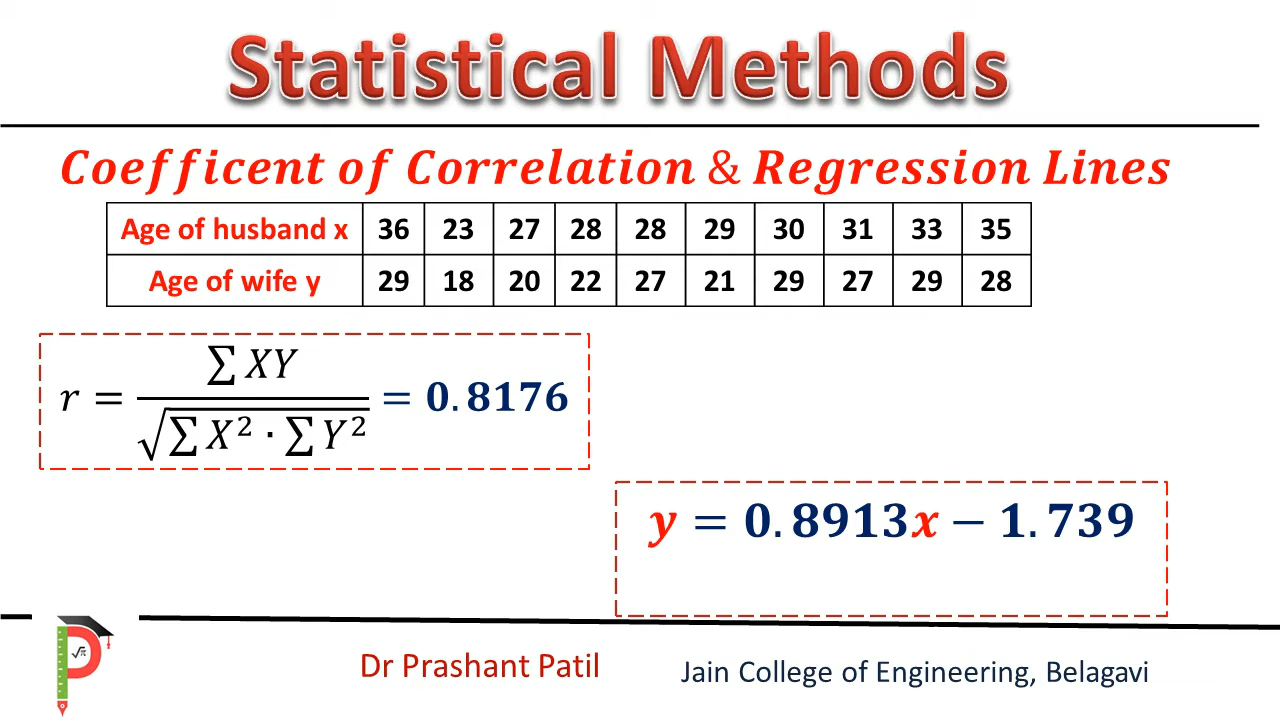 Statistical Methods
Coefficent of Correlation & Regression Lines
Age of husband x 36 23 27 28 28 29 30 31 33 35
Age of wife y 29 18 20 22 27 21 29 27 29 28
r = ∑ XY / √(∑ X² · ∑ Y²) = 0.8176
y = 0.8913x − 1.739
√π
Dr Prashant Patil
Jain College of Engineering, Belagavi